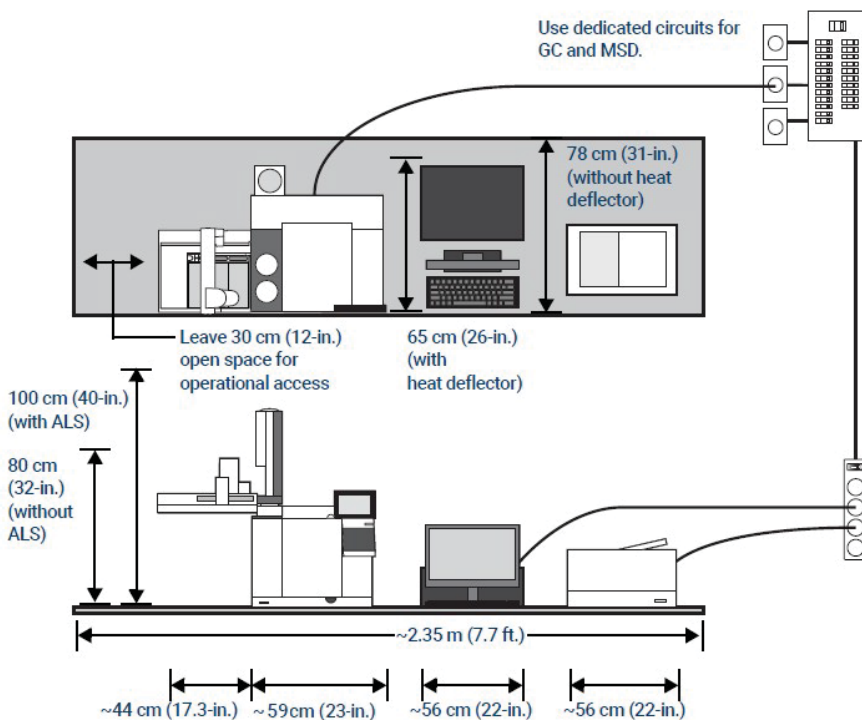 Use dedicated circuits for
GC and MSD.
78 cm (31-in.)
(without heat
deflector)
Leave 30 cm (12-in.)
open space for
operational access
65 cm (26-in.)
(with
heat deflector)
100 cm (40-in.)
(with ALS)
80 cm
(32-in.)
(without
ALS)
~2.35 m (7.7 ft.)
~44 cm (17.3-in.)
~ 59cm (23-in.)
~56 cm (22-in.)
~56 cm (22-in.)